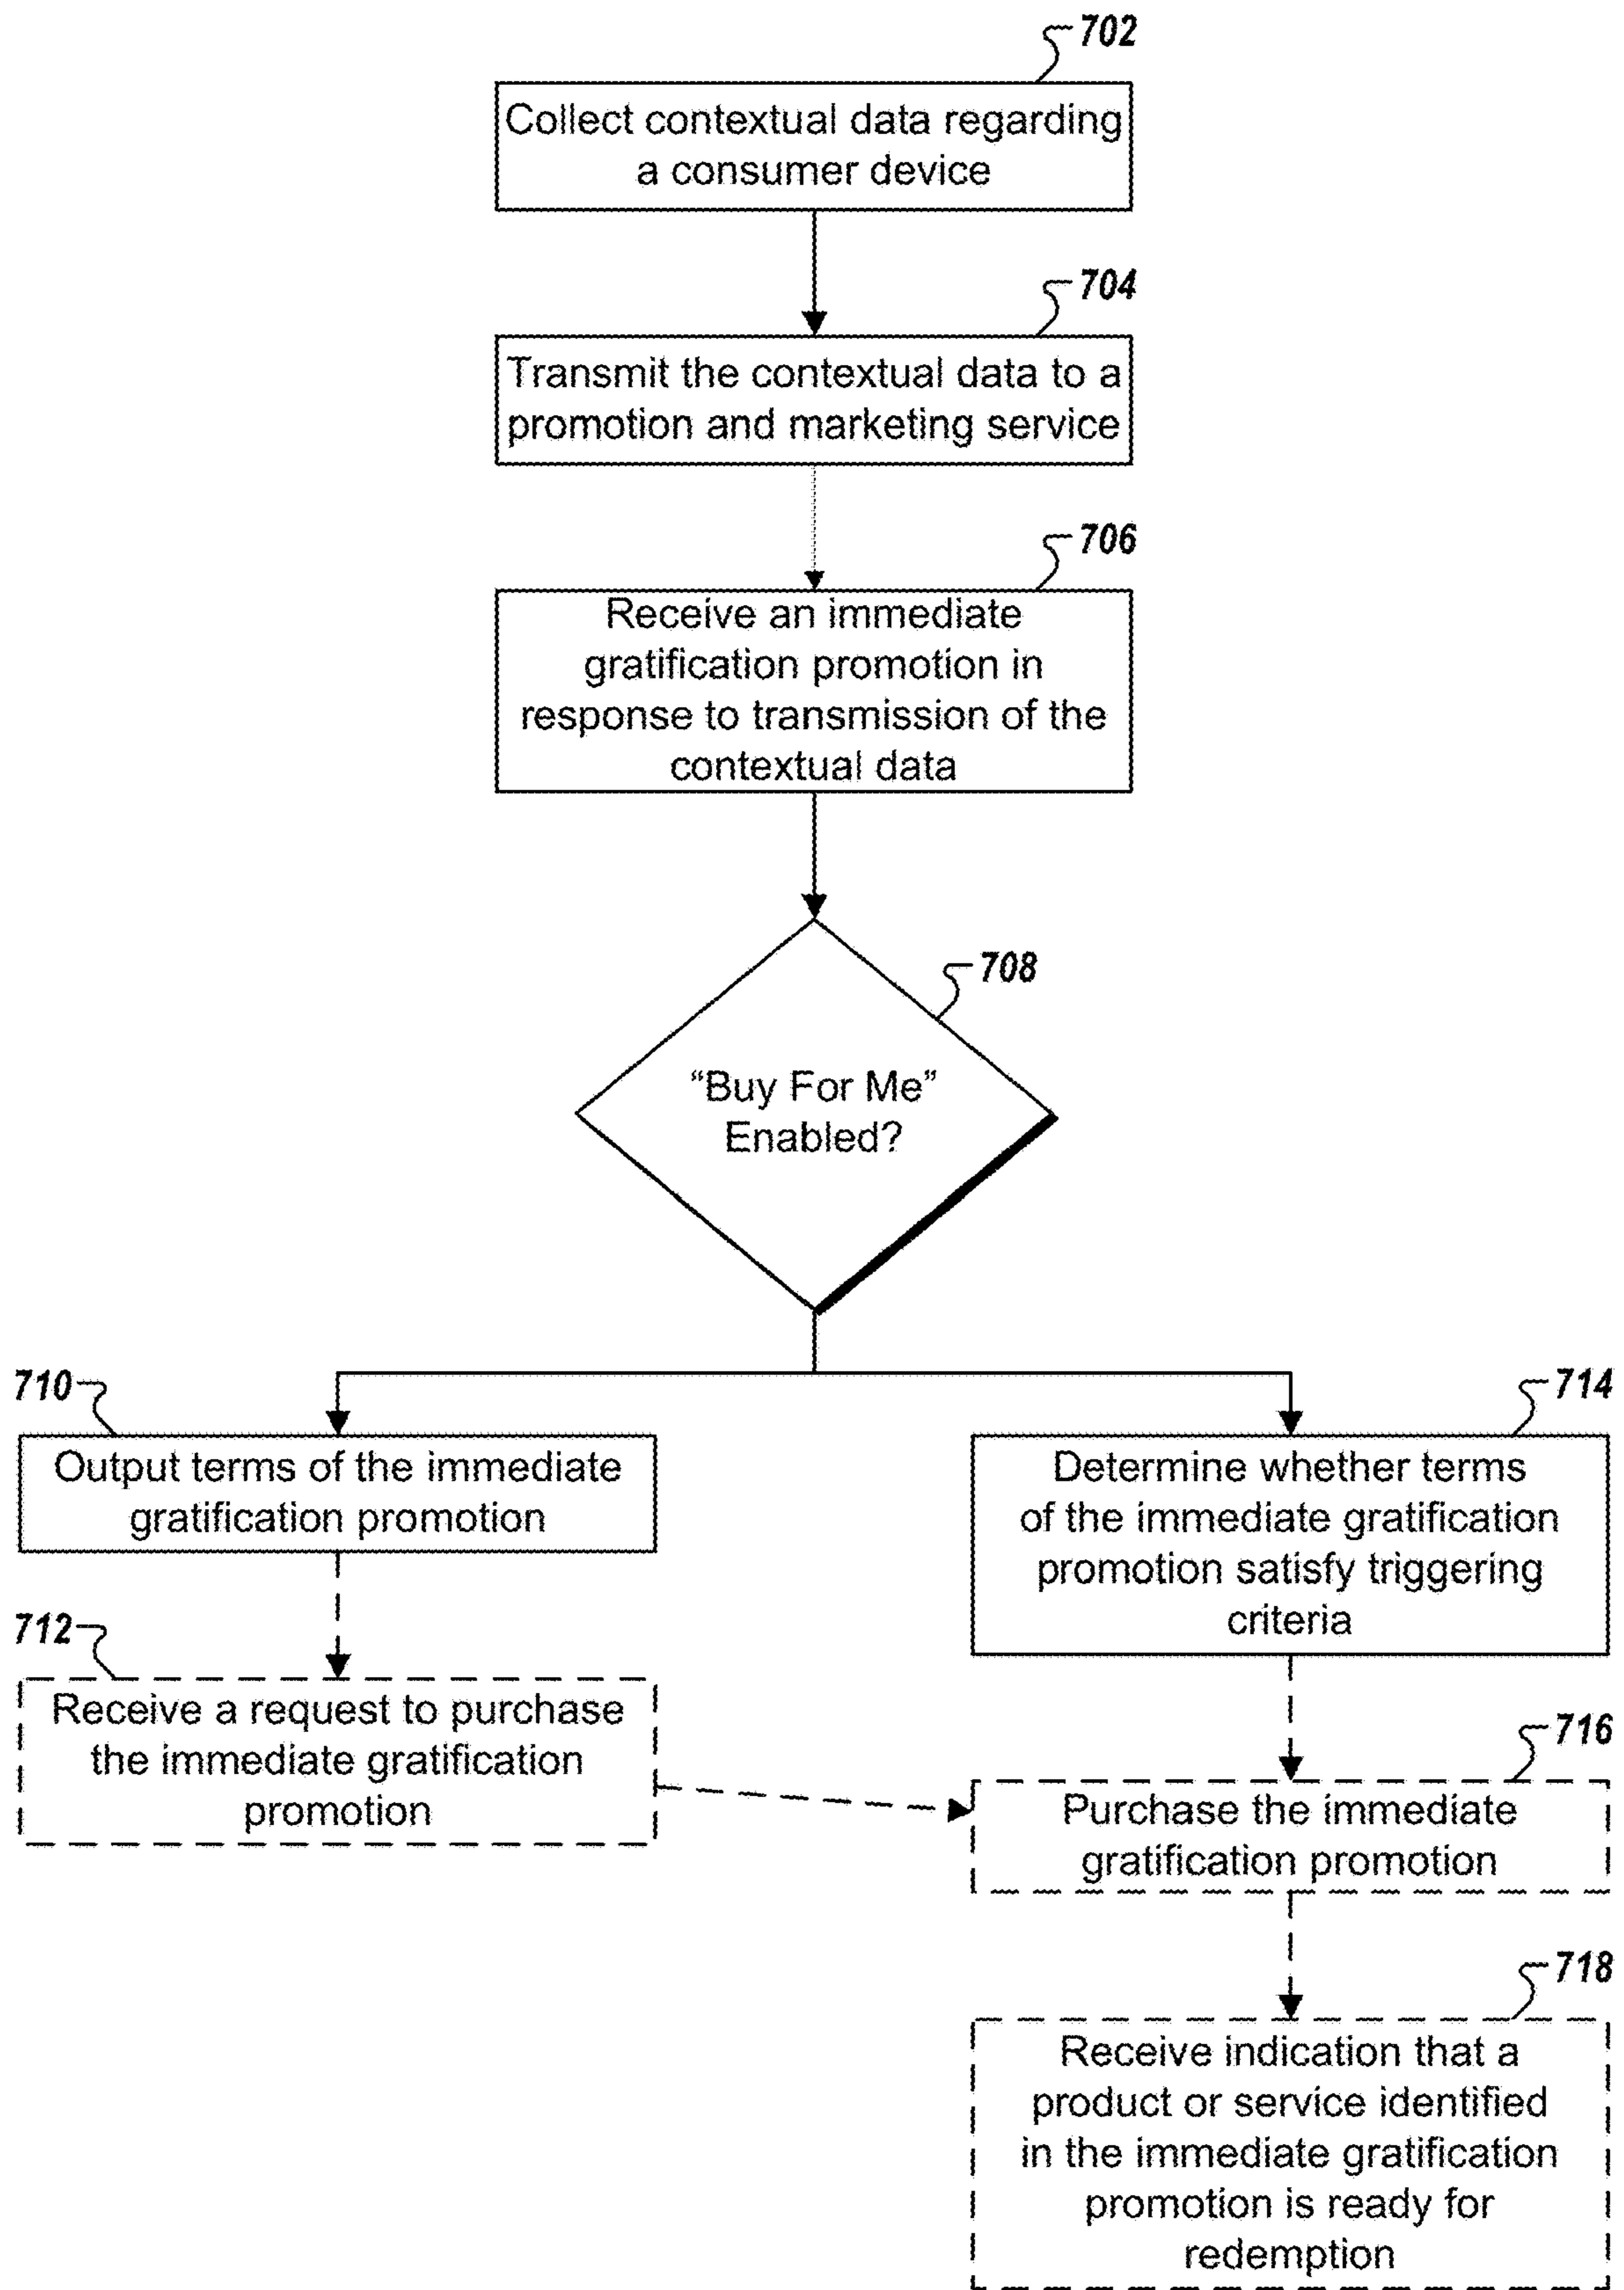 702
Collect contextual data regarding
a consumer device
704
Transmit the contextual data to a
promotion and marketing service
706
Receive an immediate
gratification promotion in
response to transmission of the
contextual data
708
“Buy For Me”
Enabled?
710
Output terms of the immediate
gratification promotion
712
Receive a request to purchase
the immediate gratification
promotion
714
Determine whether terms
of the immediate gratification
promotion satisfy triggering
criteria
716
Purchase the immediate
gratification promotion
718
Receive indication that a
product or service identified
in the immediate gratification
promotion is ready for
redemption